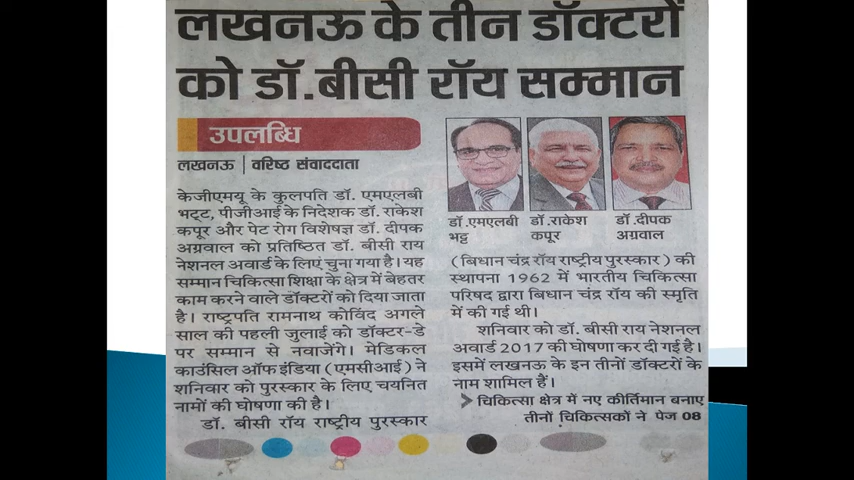 लखनऊ के तीन डॉक्टरों
को डॉ.बीसी रॉय सम्मान
उपलब्धि
लखनऊ | वरिष्ठ संवाददाता
केजीएमयू के कुलपति डॉ. एमएलबी
भट्ट, पीजीआई के निदेशक डॉ. राकेश
कपूर और पेट रोग विशेषज्ञ डॉ. दीपक
अग्रवाल को प्रतिष्ठित डॉ. बीसी राय
नेशनल अवार्ड के लिए चुना गया है। यह
सम्मान चिकित्सा शिक्षा के क्षेत्र में बेहतर
काम करने वाले डॉक्टरों को दिया जाता
है। राष्ट्रपति रामनाथ कोविंद अगले
साल की पहली जुलाई को डॉक्टर-डे
पर सम्मान से नवाजेंगे। मेडिकल
काउंसिल ऑफ इंडिया (एमसीआई) ने
शनिवार को पुरस्कार के लिए चयनित
नामों की घोषणा की है।
डॉ. बीसी रॉय राष्ट्रीय पुरस्कार
डॉ.एमएलबी
भट्ट
डॉ.राकेश
कपूर
डॉ.दीपक
अग्रवाल
(बिधान चंद्र रॉय राष्ट्रीय पुरस्कार) की
स्थापना 1962 में भारतीय चिकित्सा
परिषद द्वारा बिधान चंद्र रॉय की स्मृति
में की गई थी।
शनिवार को डॉ. बीसी राय नेशनल
अवार्ड 2017 की घोषणा कर दी गई है।
इसमें लखनऊ के इन तीनों डॉक्टरों के
नाम शामिल हैं।
> चिकित्सा क्षेत्र में नए कीर्तिमान बनाए
तीनों चिकित्सकों ने पेज 08